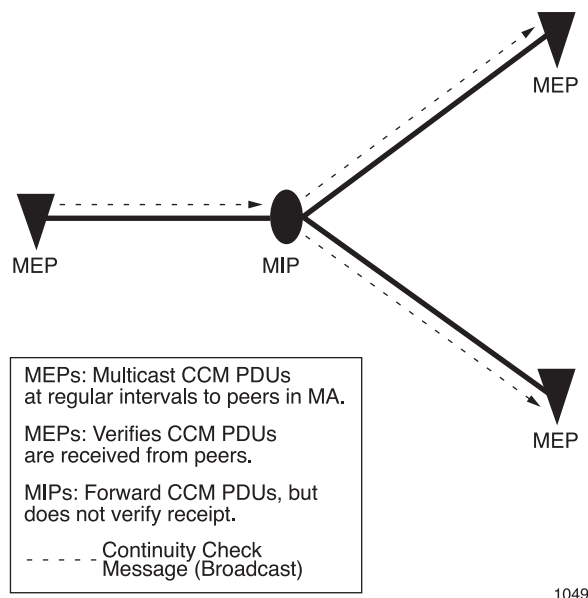 MEP
MEP
MIP
MEP
MEPs: Multicast CCM PDUs
at regular intervals to peers in MA.
MEPs: Verifies CCM PDUs
are received from peers.
MIPs: Forward CCM PDUs, but
does not verify receipt.
Continuity Check
Message (Broadcast)
1049